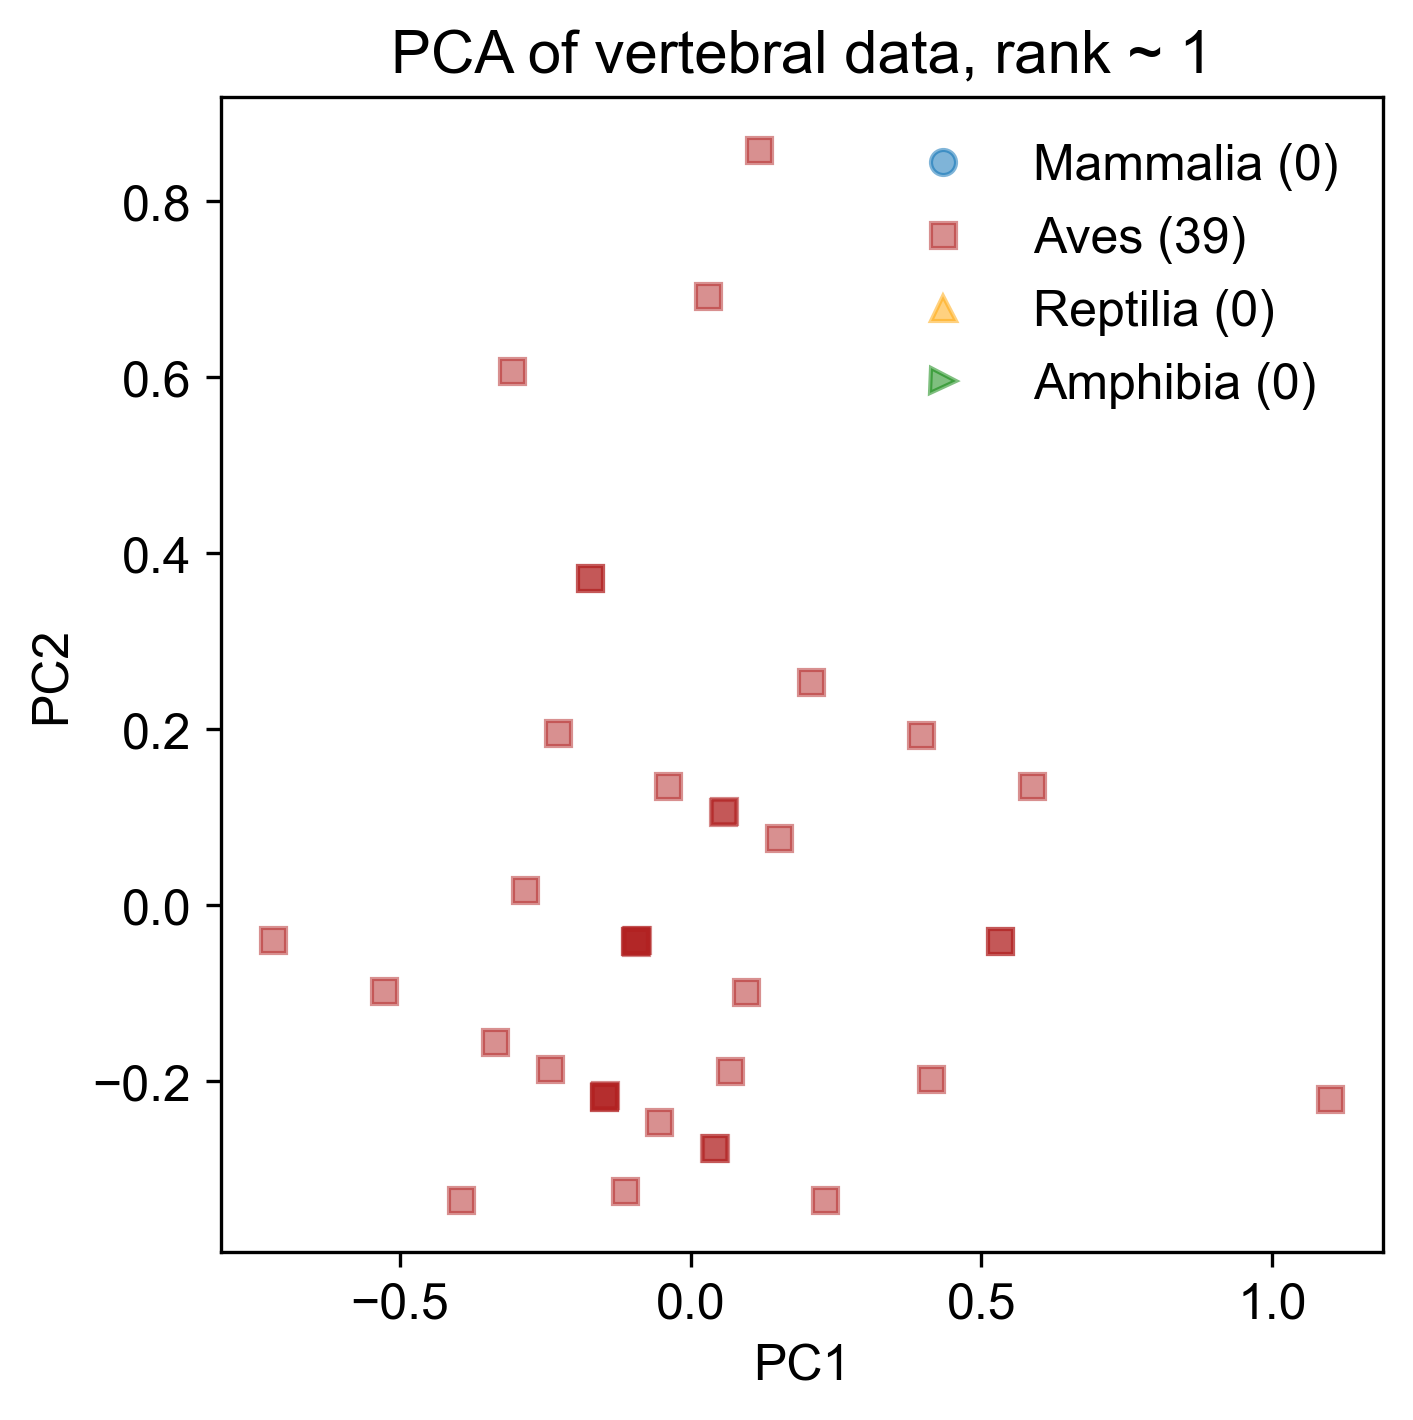 PCA of vertebral data, rank ~ 1
Mammalia (0)
Aves (39)
Reptilia (0)
Amphibia (0)
0.8
0.6
0.4
0.2
0.0
−0.2
PC2
−0.5 0.0 0.5 1.0
PC1